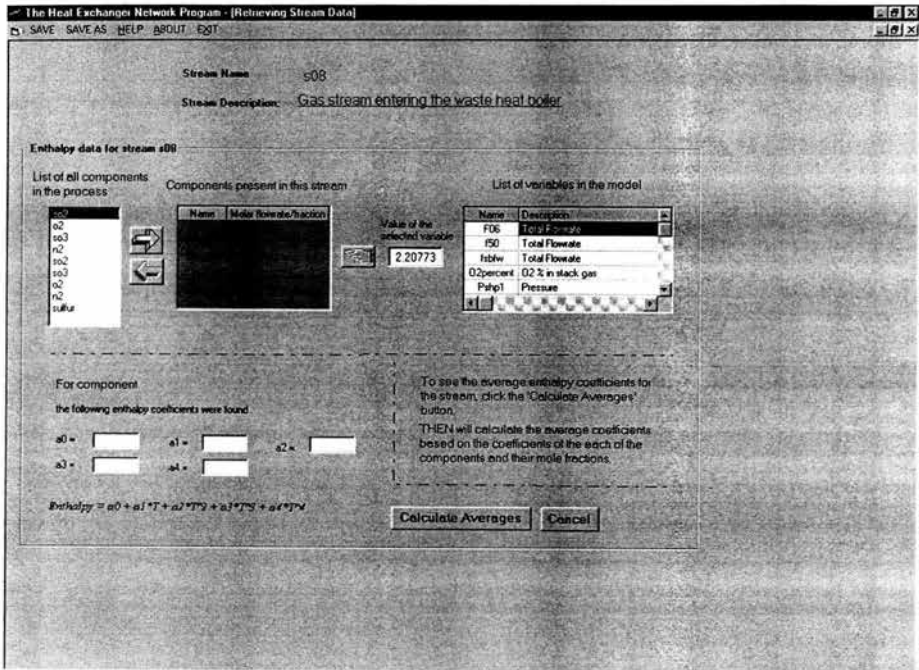 The Heat Exchanger Network Program - [Retrieving Stream Data]
SAVE SAVE AS HELP ABOUT EXIT
Stream Name s08
Stream Description: Gas stream entering the waste heat boiler
Enthalpy data for stream s08
List of all components in the process
Components present in this stream
List of variables in the model
so2
o2
so3
n2
so2
so3
o2
n2
sulfur
Name Molar flowrate/fraction
Value of the selected variable
2.20773
Name Description
F06 Total Flowrate
f50 Total Flowrate
fsbfw Total Flowrate
O2percent O2 % in stack gas
Pshp1 Pressure
For component
the following enthalpy coefficients were found
a0 = a1 = a2 =
a3 = a4 =
Enthalpy = a0 + a1*T + a2*T^2 + a3*T^3 + a4*T^4
To see the average enthalpy coefficients for
the stream, click the 'Calculate Averages'
button.
THEN will calculate the average coefficients
based on the coefficients of the each of the
components and their mole fractions.
Calculate Averages Cancel